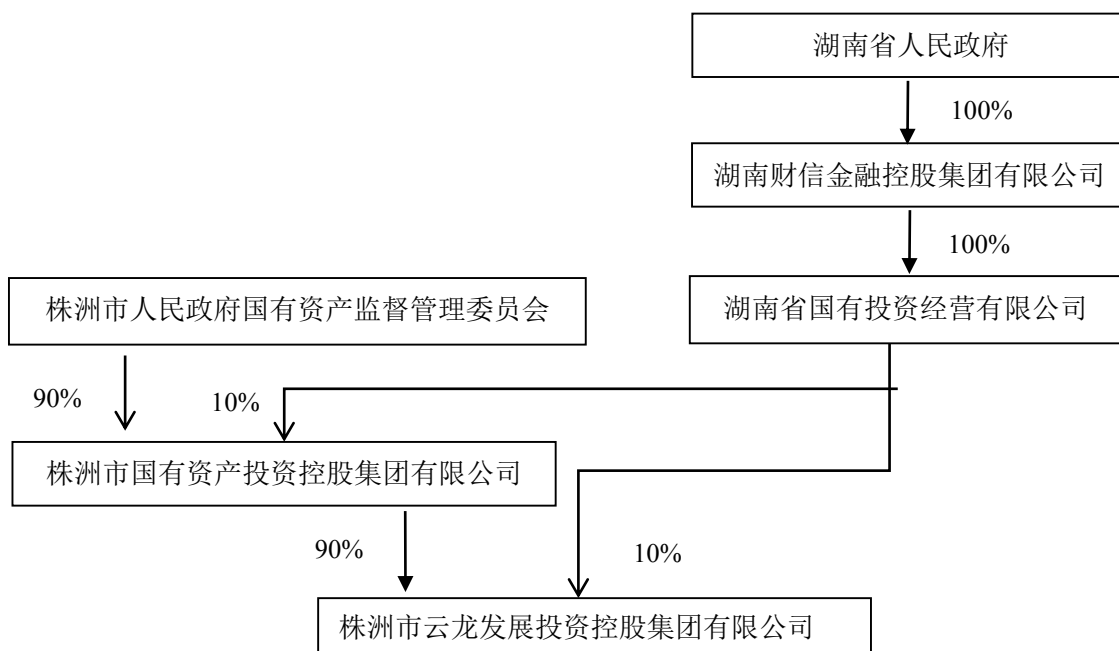 湖南省人民政府
100%
湖南财信金融控股集团有限公司
100%
株洲市人民政府国有资产监督管理委员会
湖南省国有投资经营有限公司
90%
10%
株洲市国有资产投资控股集团有限公司
90%
10%
株洲市云龙发展投资控股集团有限公司